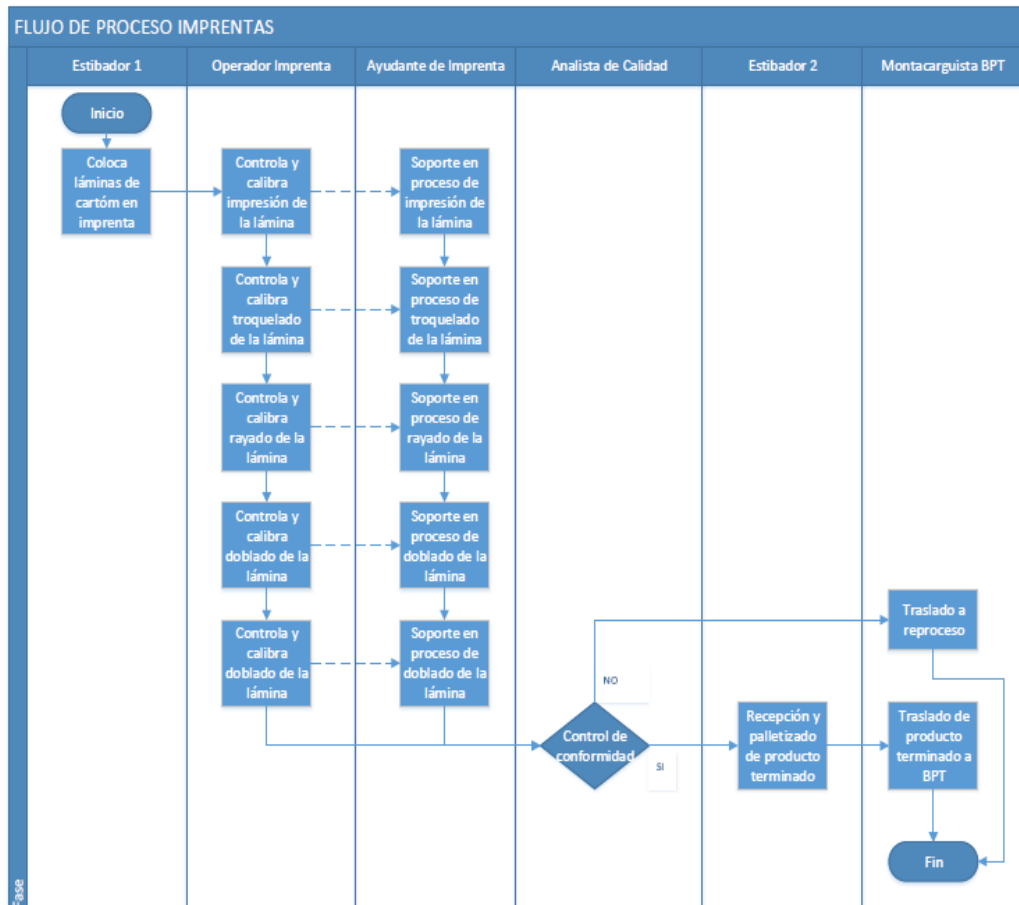 FLUJO DE PROCESO IMPRENTAS
Estibador 1
Operador Imprenta
Ayudante de Imprenta
Analista de Calidad
Estibador 2
Montacarguista BPT
Inicio
Coloca
láminas de
cartóm en
imprenta
Controla y
calibra
impresión de
la lámina
Soporte en
proceso de
impresión de
la lámina
Controla y
calibra
troquelado
de la lámina
Soporte en
proceso de
troquelado
de la lámina
Controla y
calibra
rayado de la
lámina
Soporte en
proceso de
rayado de la
lámina
Controla y
calibra
doblado de la
lámina
Soporte en
proceso de
doblado de la
lámina
Controla y
calibra
doblado de la
lámina
Soporte en
proceso de
doblado de la
lámina
Traslado a
reproceso
NO
Control de
conformidad
SI
Recepción y
palletizado
de producto
terminado
Traslado de
producto
terminado a
BPT
Fin
Fase